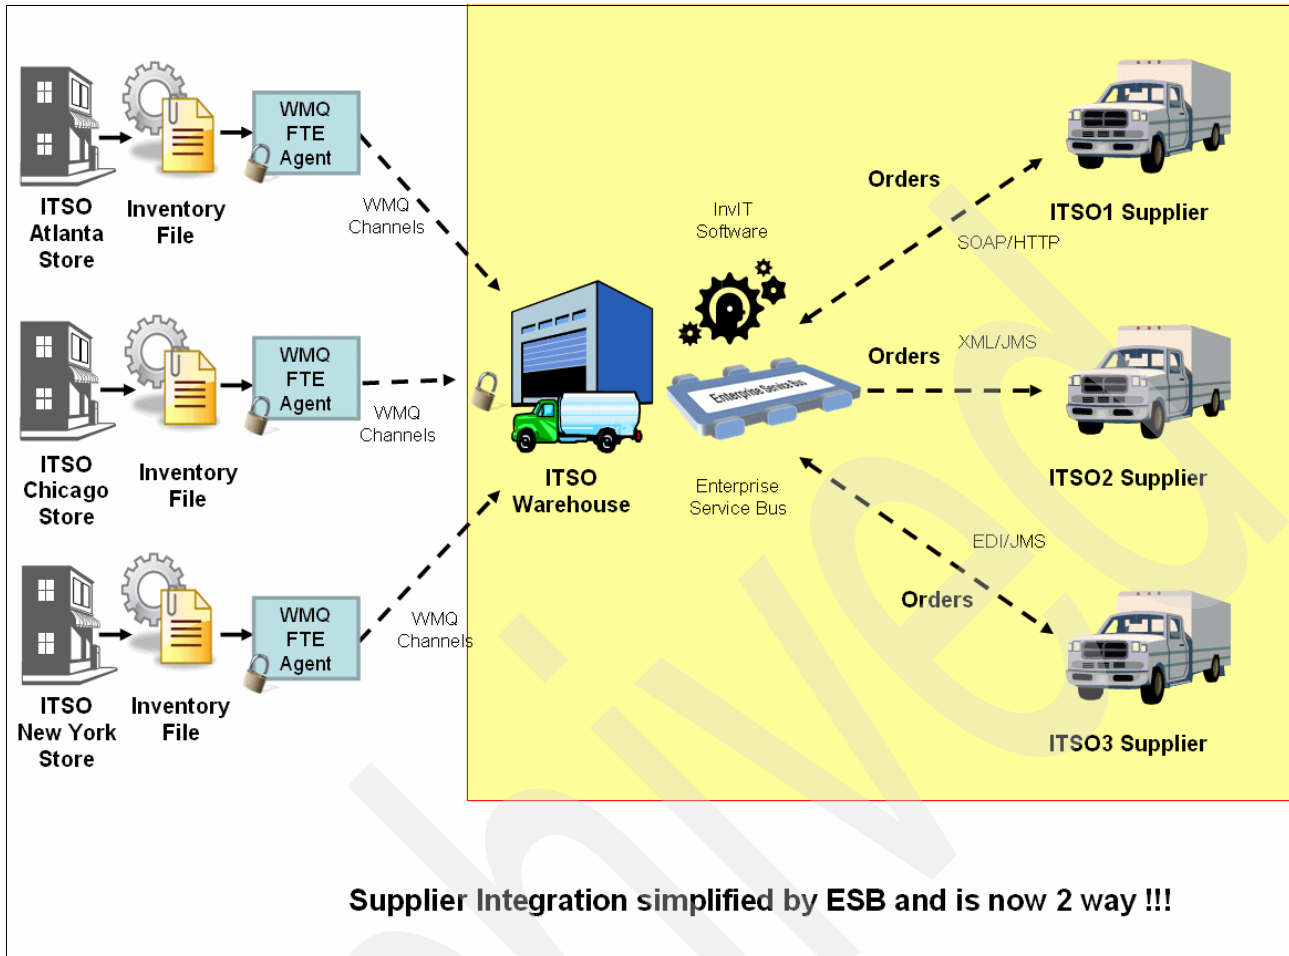 WMQ
FTE
Agent
ITSO
Atlanta
Store
Inventory
File
WMQ
Channels
WMQ
FTE
Agent
ITSO
Chicago
Store
Inventory
File
WMQ
Channels
WMQ
FTE
Agent
ITSO
New York
Store
Inventory
File
WMQ
Channels
ITSO
Warehouse
InvIT
Software
Enterprise Service Bus
Enterprise
Service Bus
Orders
SOAP/HTTP
ITSO1 Supplier
Orders
XML/JMS
ITSO2 Supplier
EDI/JMS
Orders
ITSO3 Supplier
Supplier Integration simplified by ESB and is now 2 way !!!